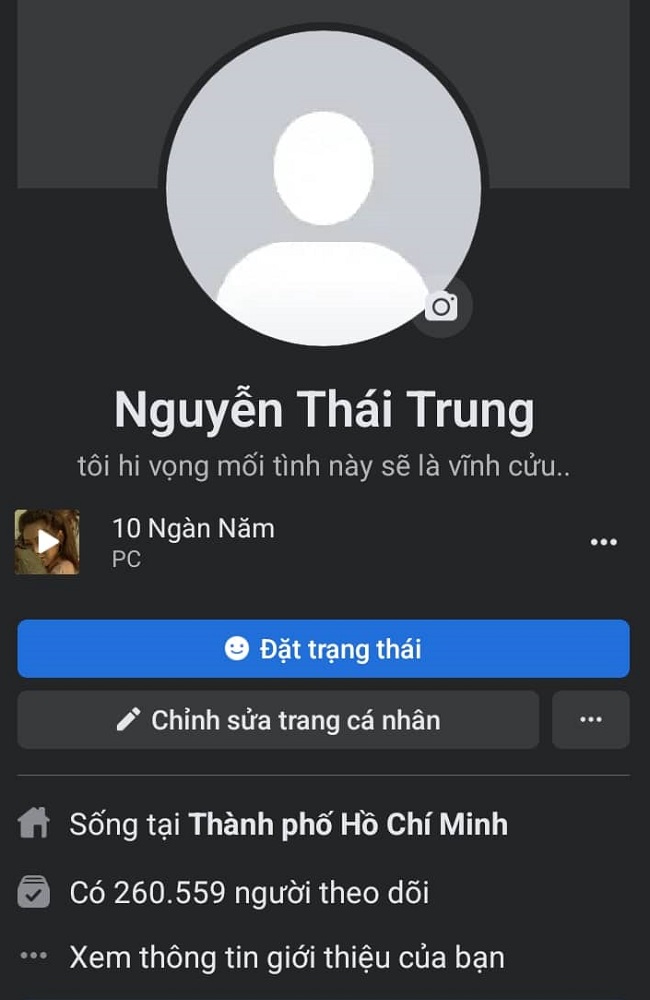 Nguyễn Thái Trung
tôi hi vọng mối tình này sẽ là vĩnh cửu..
10 Ngàn Năm
PC
Đặt trạng thái
Chỉnh sửa trang cá nhân
Sống tại Thành phố Hồ Chí Minh
Có 260.559 người theo dõi
Xem thông tin giới thiệu của bạn